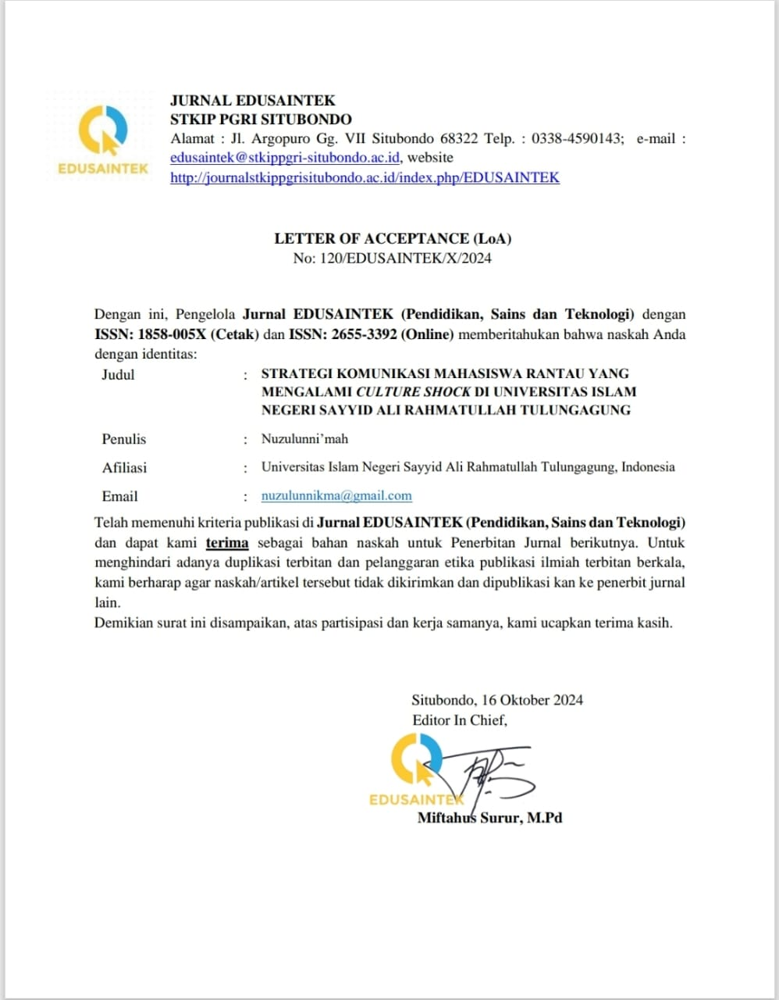 JURNAL EDUSAINTEK
STKIP PGRI SITUBONDO
Alamat : Jl. Argopuro Gg. VII Situbondo 68322 Telp. : 0338-4590143; e-mail :
edusaintek@stkippgri-situbondo.ac.id, website
http://journalstkippgrisitubondo.ac.id/index.php/EDUSAINTEK
EDUSAINTEK
LETTER OF ACCEPTANCE (LoA)
No: 120/EDUSAINTEK/X/2024
Dengan ini, Pengelola Jurnal EDUSAINTEK (Pendidikan, Sains dan Teknologi) dengan
ISSN: 1858-005X (Cetak) dan ISSN: 2655-3392 (Online) memberitahukan bahwa naskah Anda
dengan identitas:
Judul : STRATEGI KOMUNIKASI MAHASISWA RANTAU YANG
MENGALAMI CULTURE SHOCK DI UNIVERSITAS ISLAM
NEGERI SAYYID ALI RAHMATULLAH TULUNGAGUNG
Penulis : Nuzulunni’mah
Afiliasi : Universitas Islam Negeri Sayyid Ali Rahmatullah Tulungagung, Indonesia
Email : nuzulunnikma@gmail.com
Telah memenuhi kriteria publikasi di Jurnal EDUSAINTEK (Pendidikan, Sains dan Teknologi)
dan dapat kami terima sebagai bahan naskah untuk Penerbitan Jurnal berikutnya. Untuk
menghindari adanya duplikasi terbitan dan pelanggaran etika publikasi ilmiah terbitan berkala,
kami berharap agar naskah/artikel tersebut tidak dikirimkan dan dipublikasi kan ke penerbit jurnal
lain.
Demikian surat ini disampaikan, atas partisipasi dan kerja samanya, kami ucapkan terima kasih.
Situbondo, 16 Oktober 2024
Editor In Chief,
EDUSAINTEK
Miftahus Surur, M.Pd